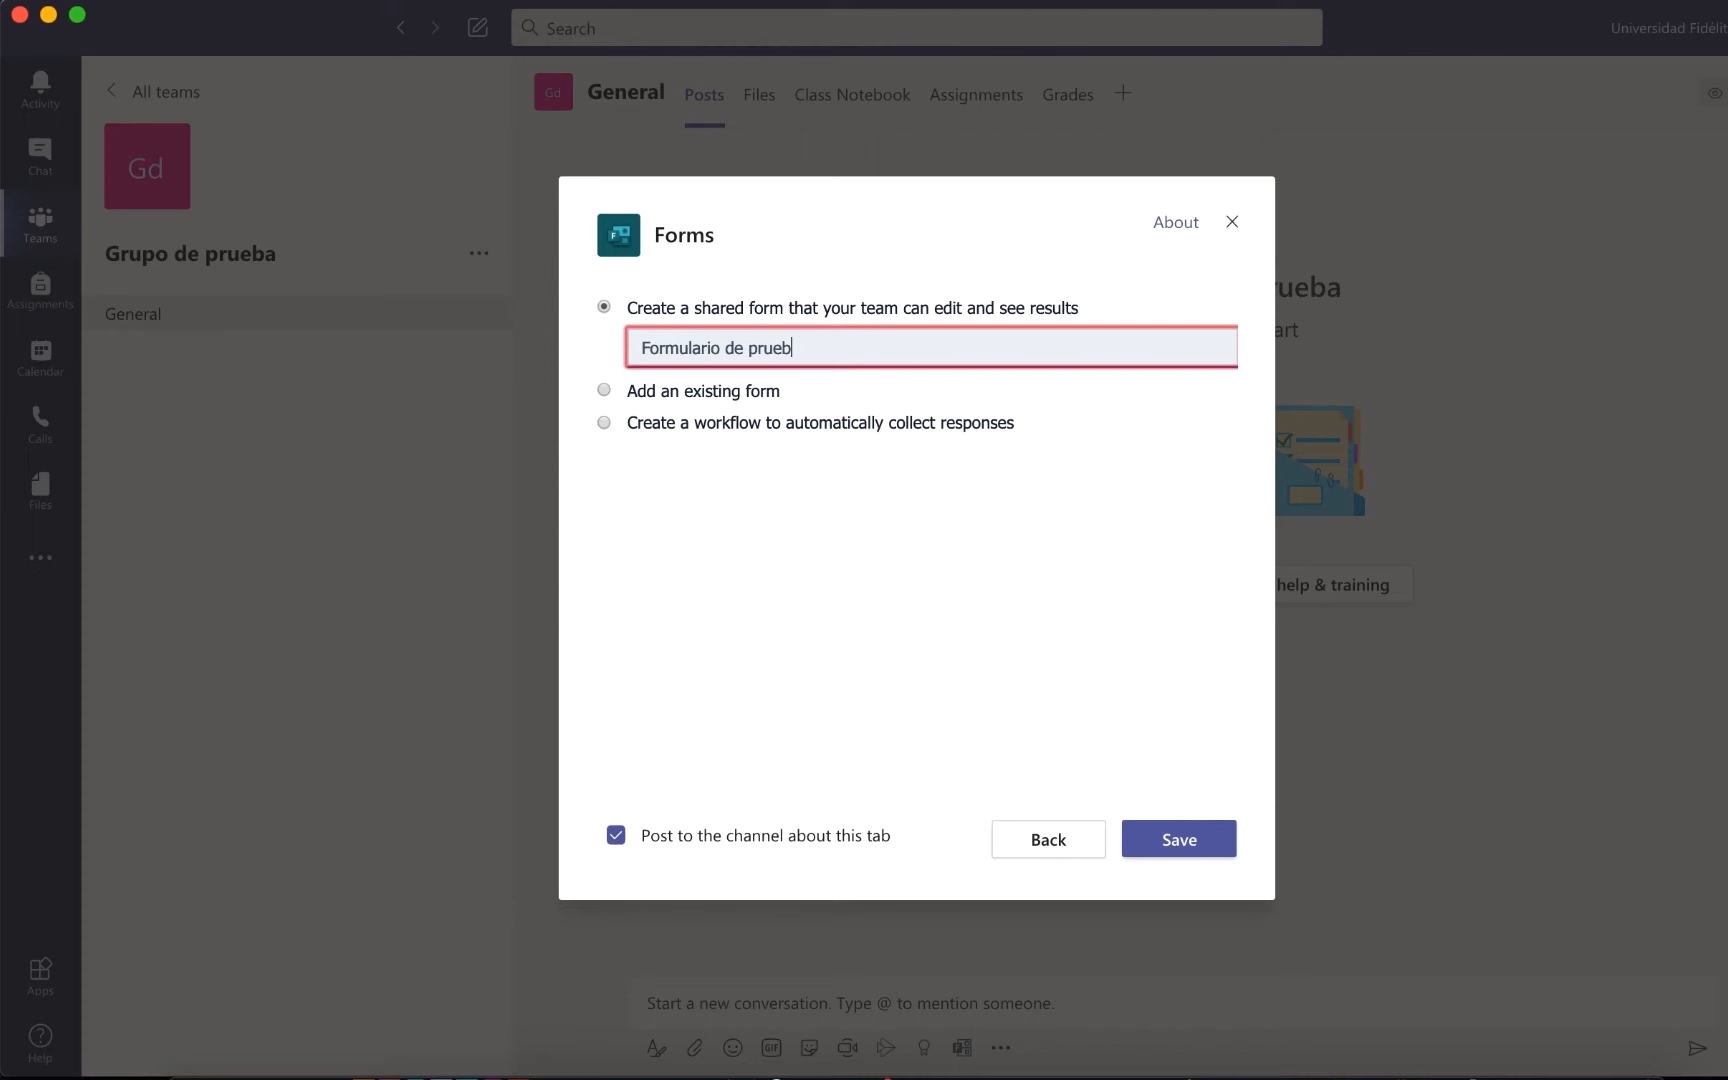 Search
Universidad Fidélit
Activity
Chat
Teams
Assignments
Calendar
Calls
Files
Apps
Help
All teams
Gd
Grupo de prueba
General
Gd
General
Posts
Files
Class Notebook
Assignments
Grades
Forms
About
Create a shared form that your team can edit and see results
Formulario de prueb
Add an existing form
Create a workflow to automatically collect responses
Post to the channel about this tab
Back
Save
rueba
art
help & training
Start a new conversation. Type @ to mention someone.
GIF